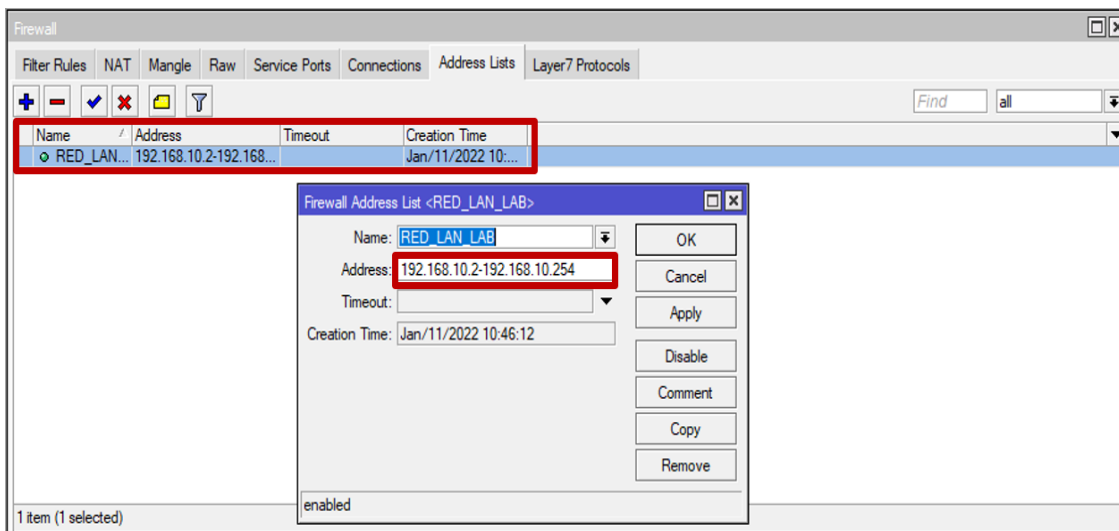 Firewall
Filter Rules NAT Mangle Raw Service Ports Connections Address Lists Layer7 Protocols
Find all
Name Address Timeout Creation Time
RED_LAN... 192.168.10.2-192.168... Jan/11/2022 10:...
Firewall Address List <RED_LAN_LAB>
Name: RED_LAN_LAB
OK
Address: 192.168.10.2-192.168.10.254
Cancel
Timeout:
Apply
Creation Time: Jan/11/2022 10:46:12
Disable
Comment
Copy
Remove
enabled
1 item (1 selected)